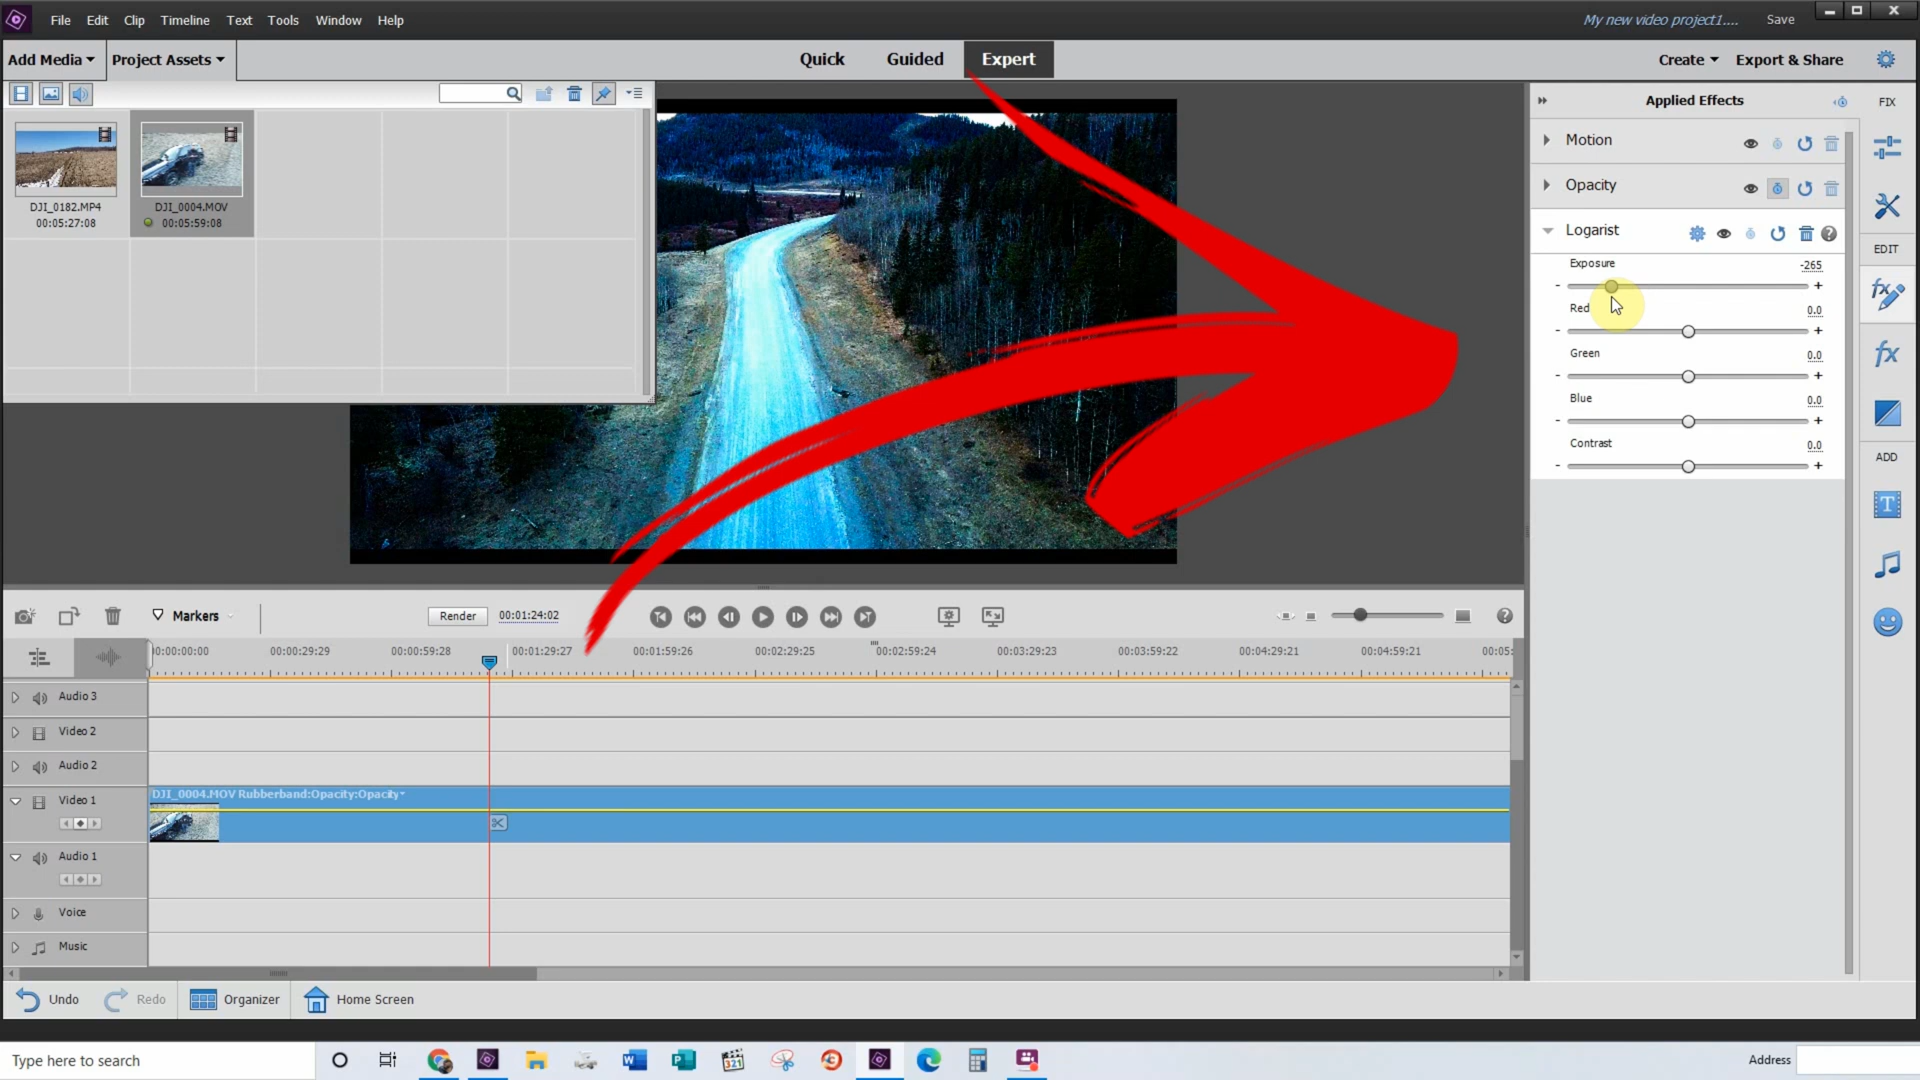 File Edit Clip Timeline Text Tools Window Help
My new video project1.... Save
Add Media Project Assets
Quick Guided Expert
Create Export & Share
Applied Effects
FIX
Motion
Opacity
Logarist
EDIT
Exposure -265
- +
Red 0.0
- +
Green 0.0
- +
Blue 0.0
- +
Contrast 0.0
- +
ADD
DJI_0182.MP4
00:05:27:08
DJI_0004.MOV
00:05:59:08
Markers
Render 00:01:24:02
0:00:00:00 00:00:29:29 00:00:59:28 00:01:29:27 00:01:59:26 00:02:29:25 00:02:59:24 00:03:29:23 00:03:59:22 00:04:29:21 00:04:59:21 00:05:
Audio 3
Video 2
Audio 2
Video 1
DJI_0004.MOV Rubberband:Opacity:Opacity
Audio 1
Voice
Music
Undo Redo Organizer Home Screen
Type here to search
321
Address